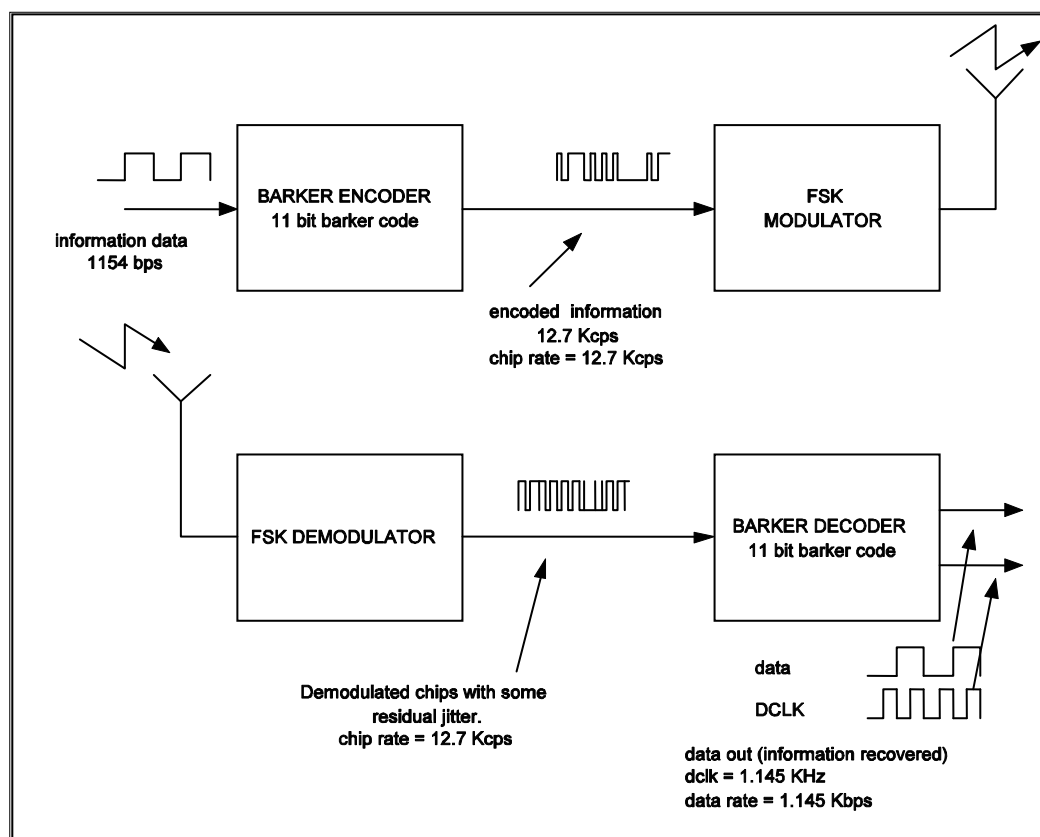 BARKER ENCODER
11 bit barker code
FSK
MODULATOR
information data
1154 bps
encoded information
12.7 Kcps
chip rate = 12.7 Kcps
FSK DEMODULATOR
BARKER DECODER
11 bit barker code
Demodulated chips with some
residual jitter.
chip rate = 12.7 Kcps
data
DCLK
data out (information recovered)
dclk = 1.145 KHz
data rate = 1.145 Kbps